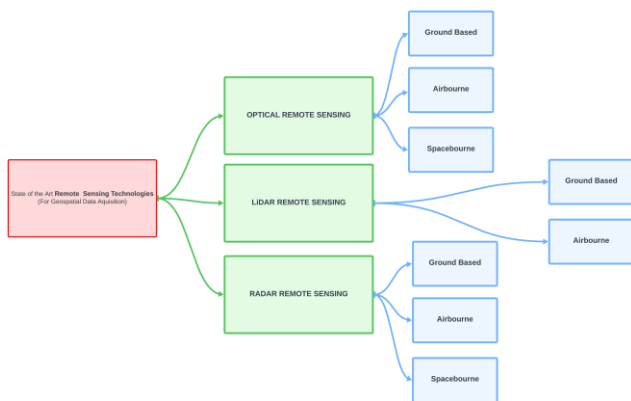 State of the Art Remote Sensing Technologies
(For Geospatial Data Aquisition)
OPTICAL REMOTE SENSING
Ground Based
Airbourne
Spacebourne
LiDAR REMOTE SENSING
Ground Based
Airbourne
RADAR REMOTE SENSING
Ground Based
Airbourne
Spacebourne